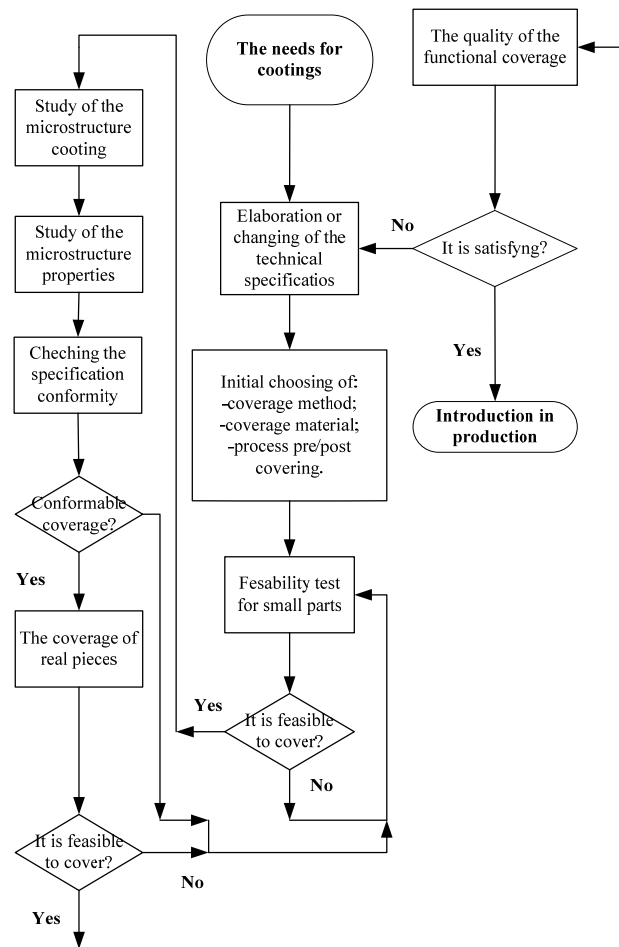 The needs for
cootings
Elaboration or
changing of the
technical
specificatios
Initial choosing of:
-coverage method;
-coverage material;
-process pre/post
covering.
Fesability test
for small parts
It is feasible
to cover?
Yes
No
Study of the
microstructure
cooting
Study of the
microstructure
properties
Cheching the
specification
conformity
Conformable
coverage?
Yes
The coverage of
real pieces
It is feasible
to cover?
No
Yes
The quality of the
functional coverage
It is satisfyng?
No
Yes
Introduction in
production